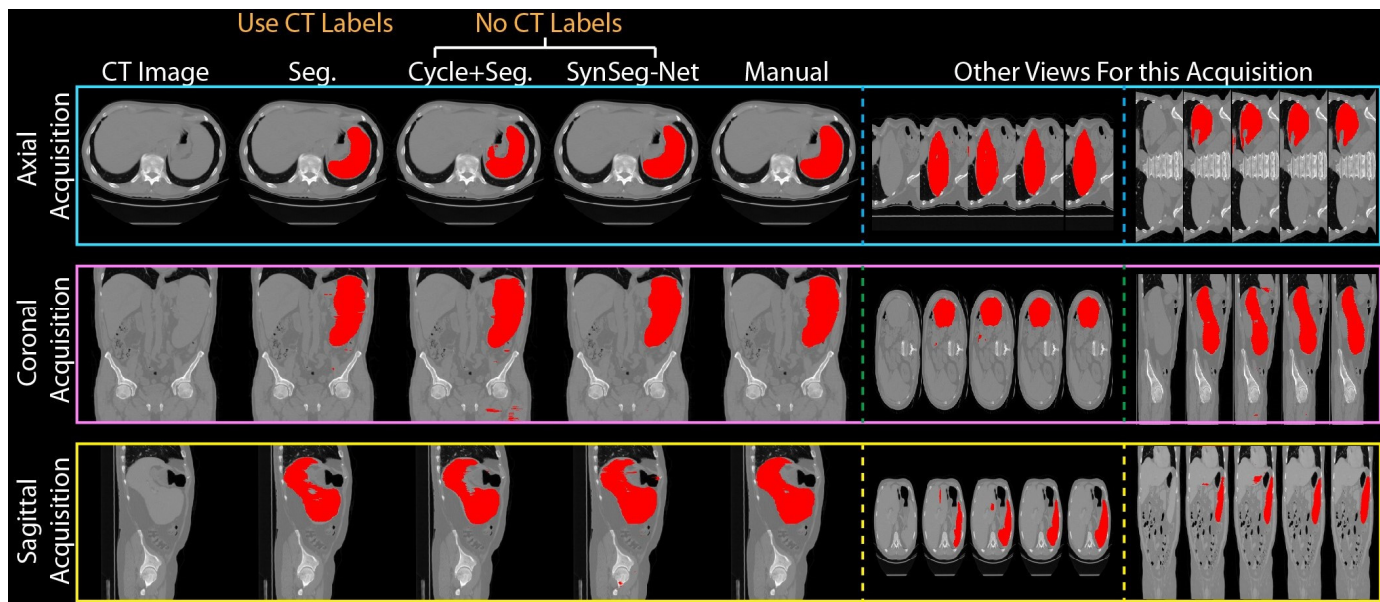 Use CT Labels
No CT Labels
CT Image
Seg.
Cycle+Seg.
SynSeg-Net
Manual
Other Views For this Acquisition
Axial
Acquisition
Coronal
Acquisition
Sagittal
Acquisition